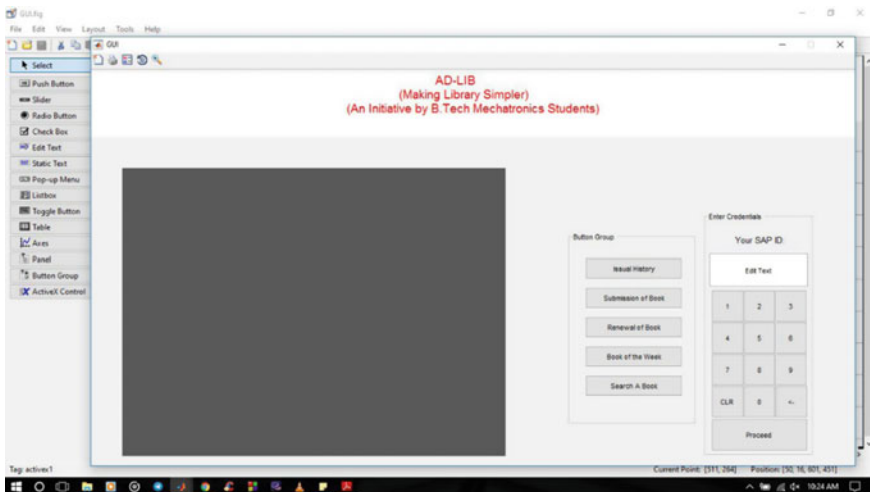 GUI.fig
File Edit View Layout Tools Help
GUI
Select
Push Button
Slider
Radio Button
Check Box
Edit Text
Static Text
Pop-up Menu
Listbox
Toggle Button
Table
Axes
Panel
Button Group
ActiveX Control
AD-LIB
(Making Library Simpler)
(An Initiative by B.Tech Mechatronics Students)
Button Group
Issual History
Submission of Book
Renewal of Book
Book of the Week
Search A Book
Enter Credentials
Your SAP ID:
Edit Text
1 2 3
4 5 6
7 8 9
CLR 0 <-
Proceed
Tag: activex1
Current Point: [511, 264] Position: [50, 16, 601, 451]
10:24 AM